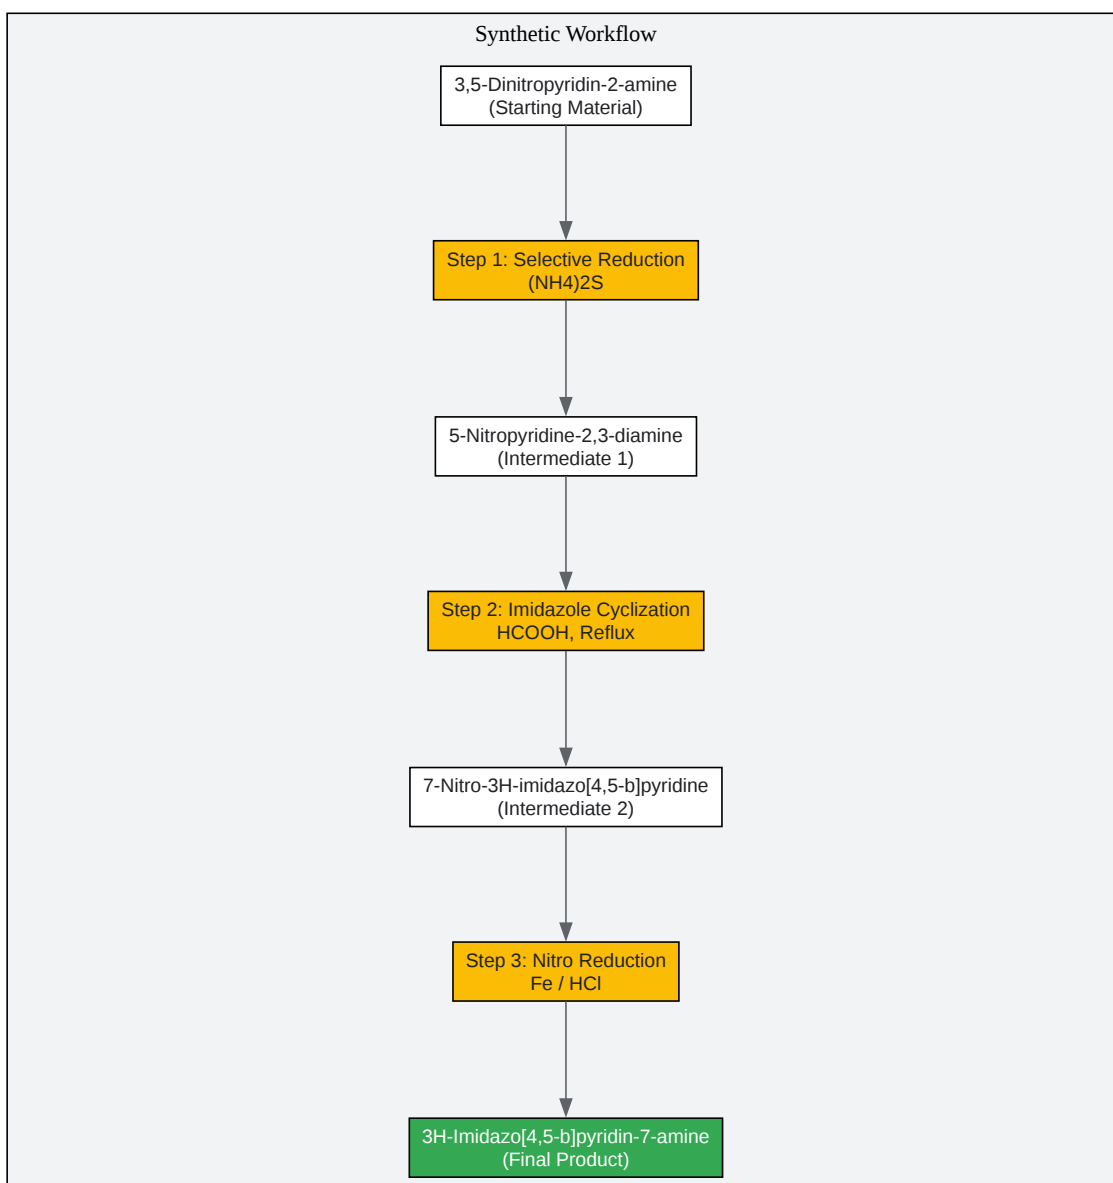 Synthetic Workflow
3,5-Dinitropyridin-2-amine
(Starting Material)
Step 1: Selective Reduction
(NH4)2S
5-Nitropyridine-2,3-diamine
(Intermediate 1)
Step 2: Imidazole Cyclization
HCOOH, Reflux
7-Nitro-3H-imidazo[4,5-b]pyridine
(Intermediate 2)
Step 3: Nitro Reduction
Fe / HCl
3H-Imidazo[4,5-b]pyridin-7-amine
(Final Product)